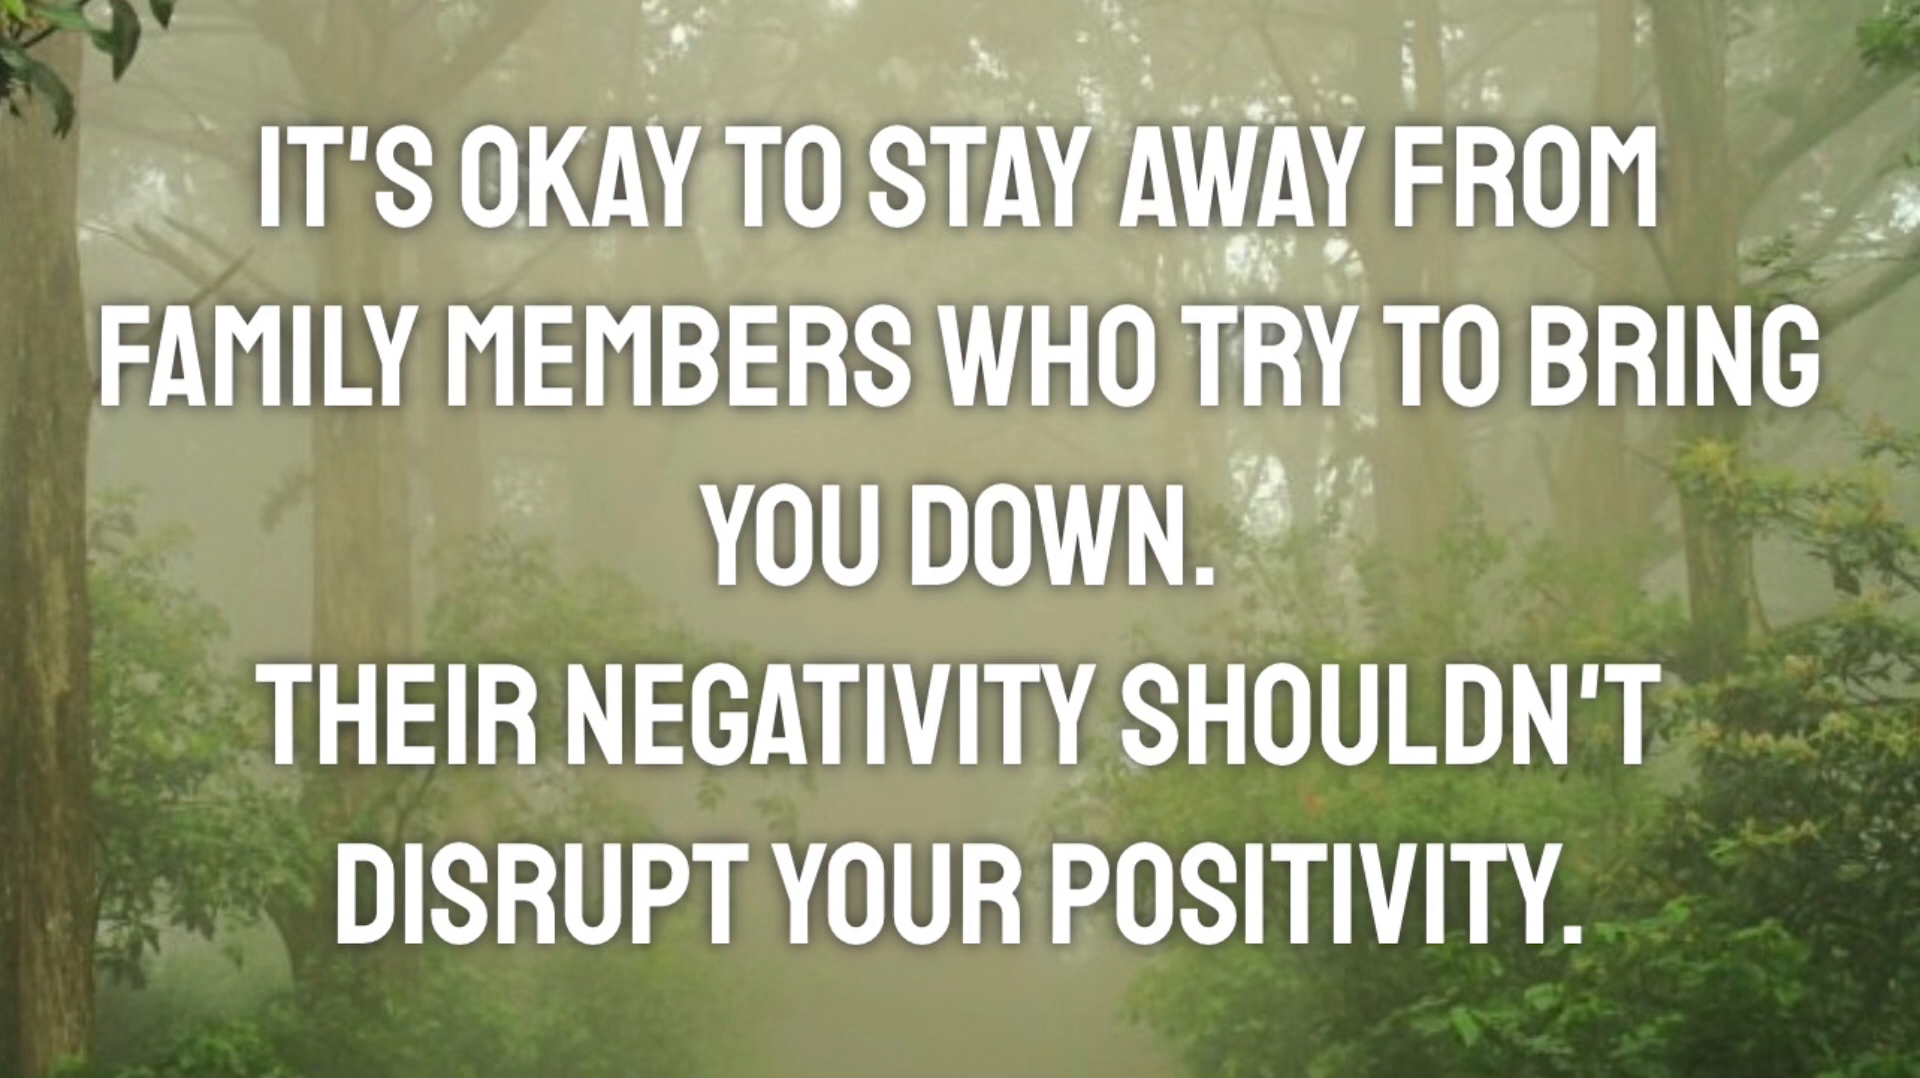 IT'S OKAY TO STAY AWAY FROM
FAMILY MEMBERS WHO TRY TO BRING
YOU DOWN.
THEIR NEGATIVITY SHOULDN'T
DISRUPT YOUR POSITIVITY.